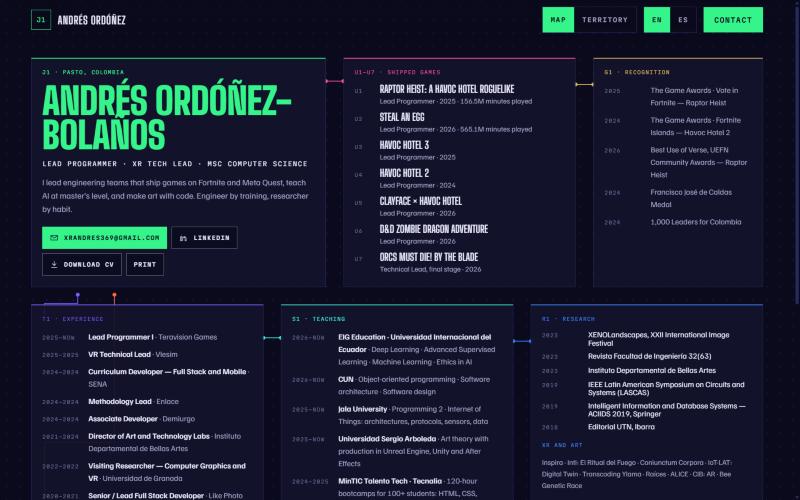 J1 ANDRÉS ORDÓÑEZ
MAP TERRITORY EN ES CONTACT
J1 · PASTO, COLOMBIA
ANDRÉS ORDÓÑEZ-
BOLAÑOS
LEAD PROGRAMMER · XR TECH LEAD · MSC COMPUTER SCIENCE
I lead engineering teams that ship games on Fortnite and Meta Quest, teach
AI at master's level, and make art with code. Engineer by training, researcher
by habit.
XRANDRES369@GMAIL.COM LINKEDIN
DOWNLOAD CV PRINT
U1–U7 · SHIPPED GAMES
U1 RAPTOR HEIST: A HAVOC HOTEL ROGUELIKE
Lead Programmer · 2025 · 156.5M minutes played
U2 STEAL AN EGG
Lead Programmer · 2026 · 565.1M minutes played
U3 HAVOC HOTEL 3
Lead Programmer · 2025
U4 HAVOC HOTEL 2
Lead Programmer · 2024
U5 CLAYFACE × HAVOC HOTEL
Lead Programmer · 2026
U6 D&D ZOMBIE DRAGON ADVENTURE
Lead Programmer · 2026
U7 ORCS MUST DIE! BY THE BLADE
Technical Lead, final stage · 2026
G1 · RECOGNITION
2025 The Game Awards · Vote in
Fortnite — Raptor Heist
2024 The Game Awards · Fortnite
Islands — Havoc Hotel 2
2026 Best Use of Verse, UEFN
Community Awards — Raptor
Heist
2024 Francisco José de Caldas
Medal
2024 1,000 Leaders for Colombia
T1 · EXPERIENCE
2025–NOW Lead Programmer I · Teravision Games
2025–2025 VR Technical Lead · Vlesim
2024–2024 Curriculum Developer — Full Stack and Mobile ·
SENA
2024–2024 Methodology Lead · Enlace
2024–2024 Associate Developer · Demiurgo
2021–2024 Director of Art and Technology Labs · Instituto
Departamental de Bellas Artes
2022–2022 Visiting Researcher — Computer Graphics and
VR · Universidad de Granada
2020–2021 Senior / Lead Full Stack Developer · Like Photo
S1 · TEACHING
2026–NOW EIG Education · Universidad Internacional del
Ecuador · Deep Learning · Advanced Supervised
Learning · Machine Learning · Ethics in AI
2026–NOW CUN · Object-oriented programming · Software
architecture · Software design
2025–NOW Jala University · Programming 2 · Internet of
Things: architectures, protocols, sensors, data
2025–NOW Universidad Sergio Arboleda · Art theory with
production in Unreal Engine, Unity and After
Effects
2024–2025 MinTIC Talento Tech · Tecnalia · 120-hour
bootcamps for 100+ students: HTML, CSS,
R1 · RESEARCH
2023 XENOLandscapes, XXII International Image
Festival
2023 Revista Facultad de Ingeniería 32(63)
2023 Instituto Departamental de Bellas Artes
2019 IEEE Latin American Symposium on Circuits and
Systems (LASCAS)
2019 Intelligent Information and Database Systems —
ACIIDS 2019, Springer
2018 Editorial UTN, Ibarra
XR AND ART
Inspira · Inti: El Ritual del Fuego · Coniunctum Corpora · IoT-LAT:
Digital Twin · Transcoding Yloma · Raíces · ALICE · CIB: AR · Bee
Genetic Race